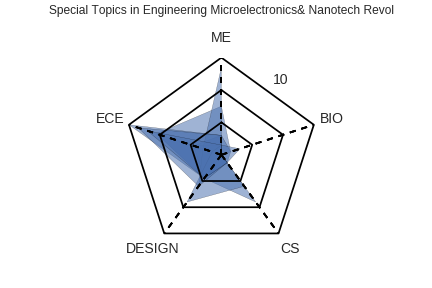 Special Topics in Engineering Microelectronics& Nanotech Revol
ME
10
ECE
BIO
DESIGN
CS